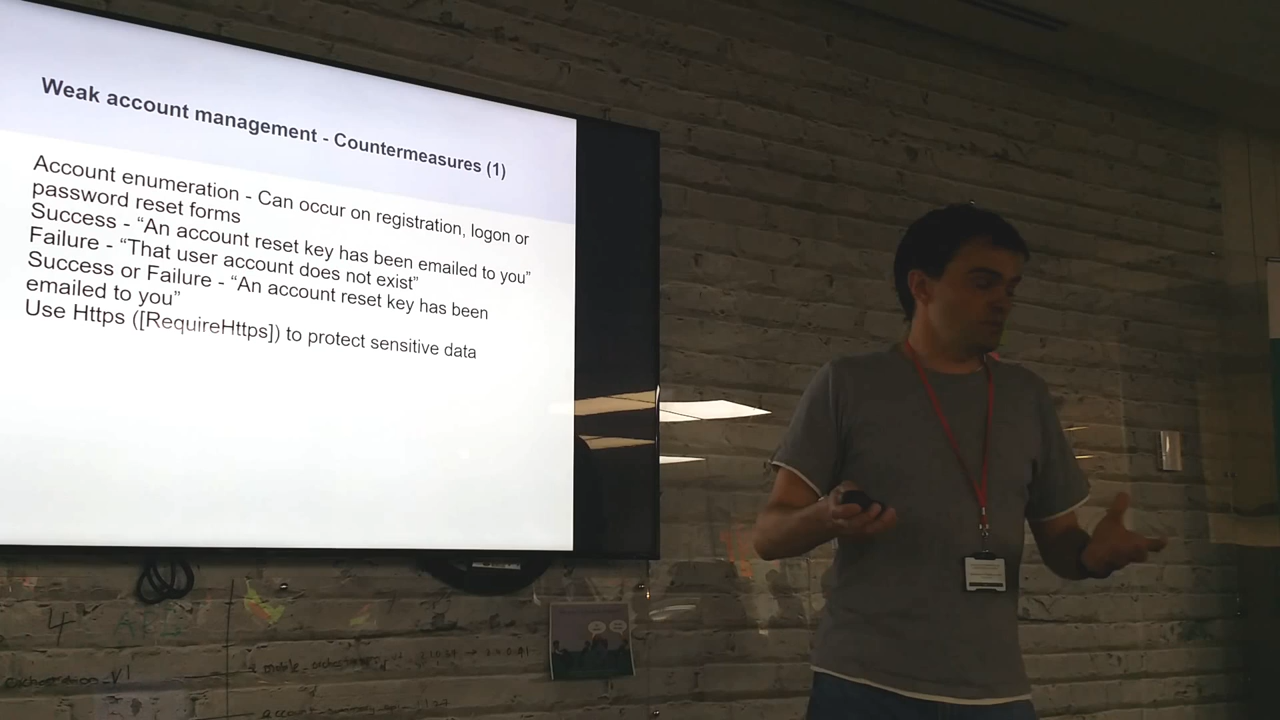 Weak account management - Countermeasures (1)
Account enumeration - Can occur on registration, logon or
password reset forms
Success - “An account reset key has been emailed to you”
Failure - “That user account does not exist”
Success or Failure - “An account reset key has been
emailed to you”
Use Https ([RequireHttps]) to protect sensitive data
4